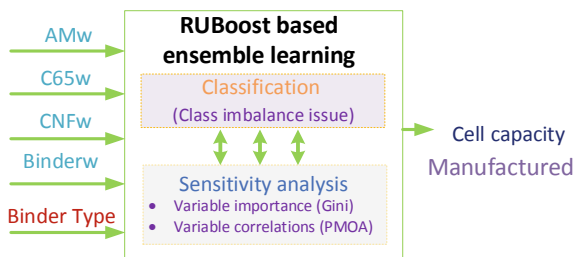 AMw
C65w
CNFw
Binderw
Binder Type
RUBoost based
ensemble learning
Classification
(Class imbalance issue)
Sensitivity analysis
• Variable importance (Gini)
• Variable correlations (PMOA)
Cell capacity
Manufactured